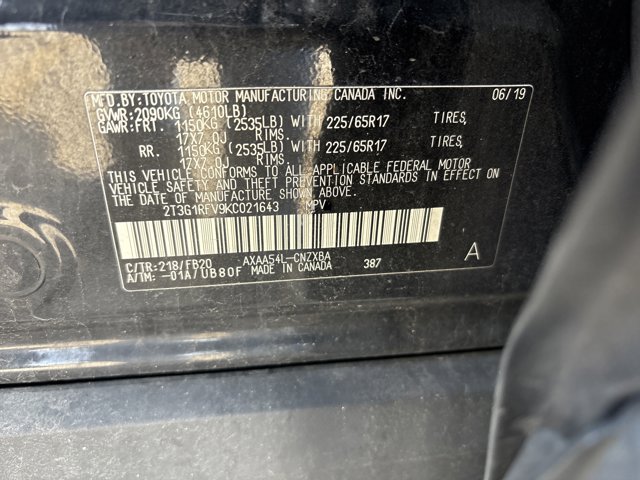 MFD.BY:TOYOTA MOTOR MANUFACTURING CANADA INC. 06/19
GVWR:2090KG (4610LB)
GAWR:FRT. 1150KG (2535LB) WITH 225/65R17 TIRES,
17X7.0J RIMS.
RR. 1150KG (2535LB) WITH 225/65R17 TIRES,
17X7.0J RIMS.
THIS VEHICLE CONFORMS TO ALL APPLICABLE FEDERAL MOTOR
VEHICLE SAFETY AND THEFT PREVENTION STANDARDS IN EFFECT ON
THE DATE OF MANUFACTURE SHOWN ABOVE.
2T3G1RFV9KC021643 MPV
C/TR:218/FB20 AXAA54L-CNZXBA A
A/TM: -01A/UB80F MADE IN CANADA 387